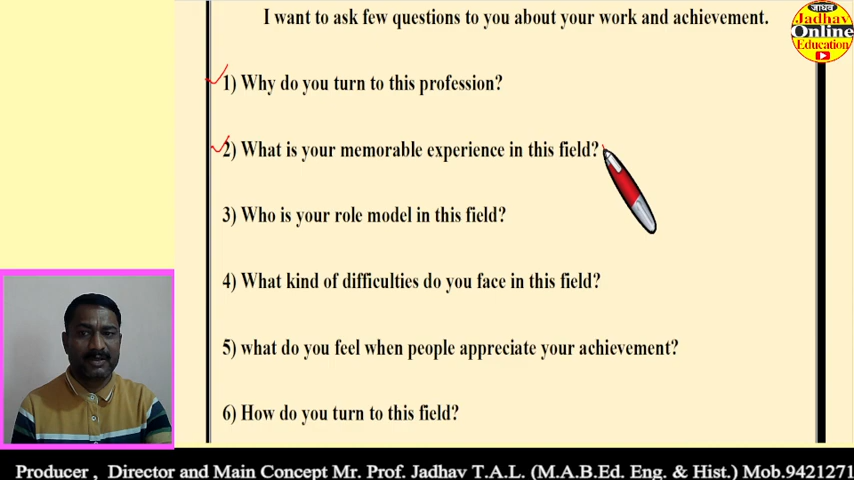 I want to ask few questions to you about your work and achievement.
जाधव
Jadhav
Online
Education
1) Why do you turn to this profession?
2) What is your memorable experience in this field?
3) Who is your role model in this field?
4) What kind of difficulties do you face in this field?
5) what do you feel when people appreciate your achievement?
6) How do you turn to this field?
Producer , Director and Main Concept Mr. Prof. Jadhav T.A.L. (M.A.B.Ed. Eng. & Hist.) Mob.9421271